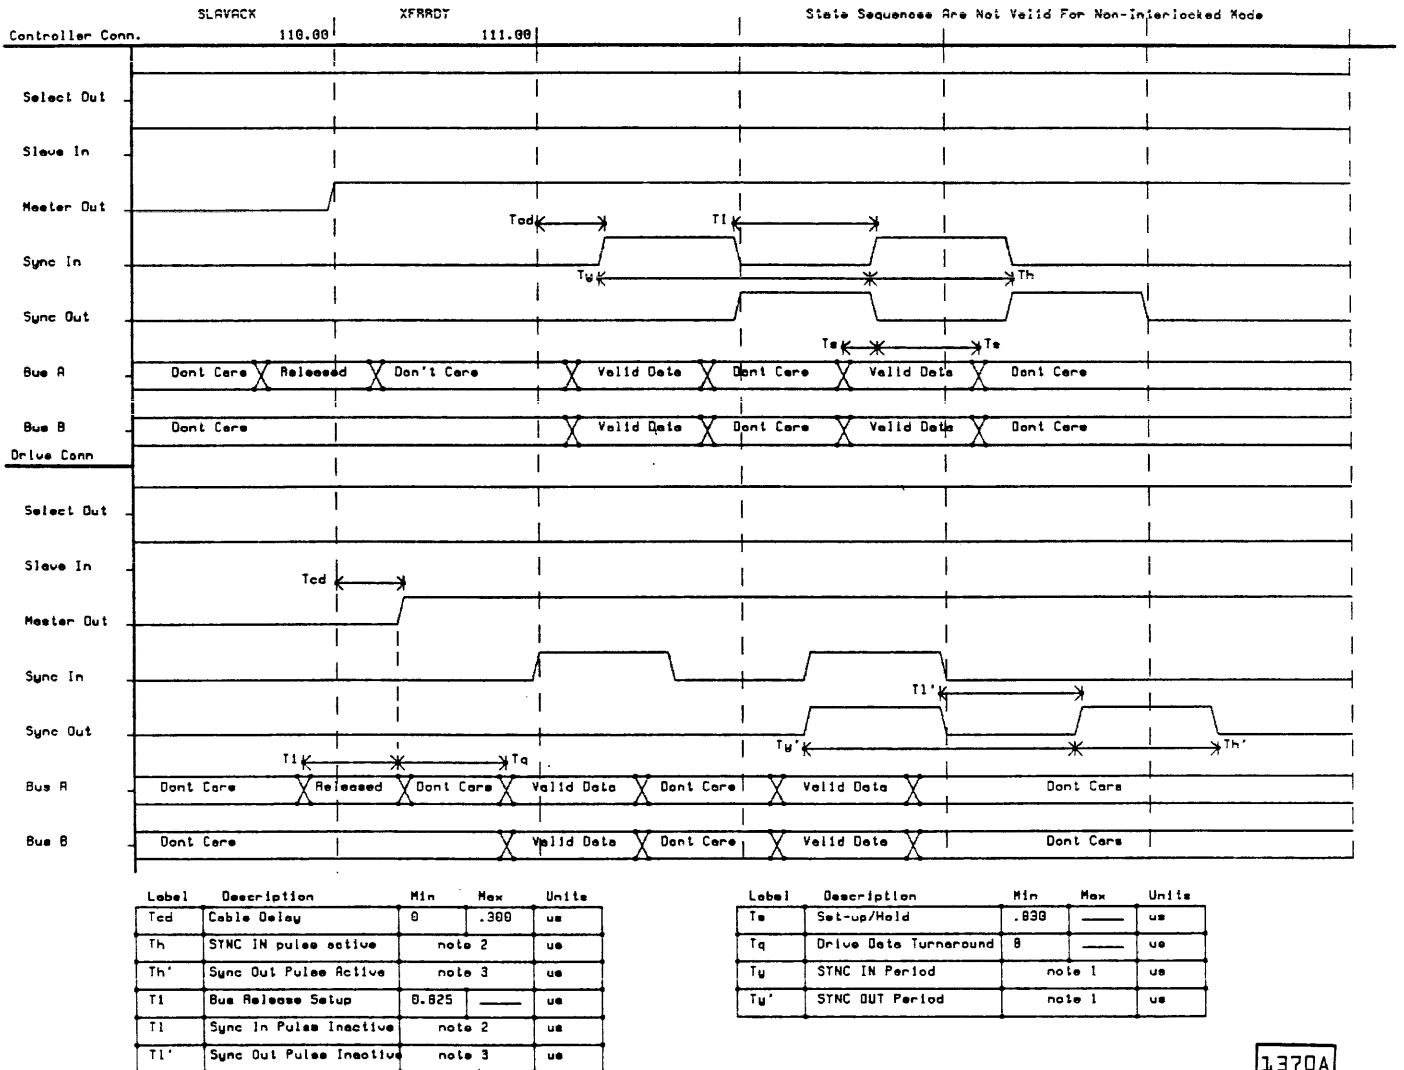 SLAVACK XFRRDY State Sequences Are Not Valid For Non-Interlocked Mode
Controller Conn. 110.00 111.00
Select Out
Slave In
Master Out
Tcd Tl
Sync In
Ty Th
Sync Out
Ts Ts
Bus A Dont Care Released Don't Care Valid Data Dont Care Valid Data Dont Care
Bus B Dont Care Valid Data Dont Care Valid Data Dont Care
Drive Conn
Select Out
Slave In
Tcd
Master Out
Sync In
Tl'
Sync Out
Ty' Th'
Ti Tq
Bus A Dont Care Released Dont Care Valid Data Dont Care Valid Data Dont Care
Bus B Dont Care Valid Data Dont Care Valid Data Dont Care
Label Description Min Max Units
Tcd Cable Delay 0 .300 us
Th SYNC IN pulse active note 2 us
Th' Sync Out Pulse Active note 3 us
Ti Bus Release Setup 0.025 us
Tl Sync In Pulse Inactive note 2 us
Tl' Sync Out Pulse Inactive note 3 us
Label Description Min Max Units
Ts Set-up/Hold .030 us
Tq Drive Data Turnaround 0 us
Ty SYNC IN Period note 1 us
Ty' SYNC OUT Period note 1 us
1370A